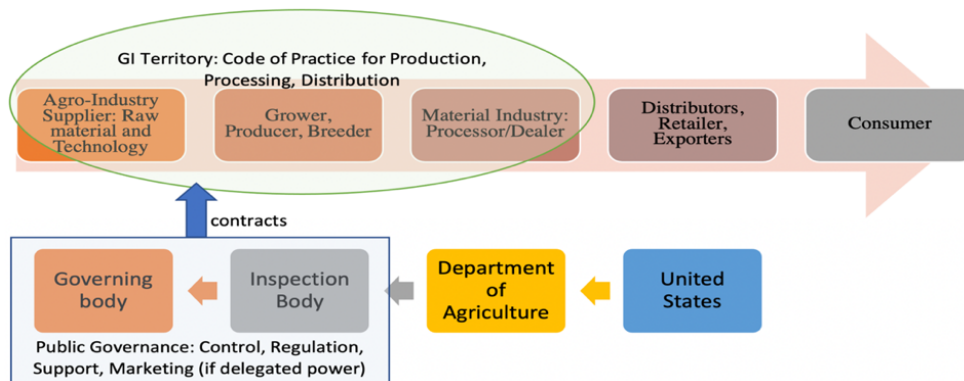 GI Territory: Code of Practice for Production,
Processing, Distribution
Agro-Industry
Supplier: Raw
material and
Technology
Grower,
Producer, Breeder
Material Industry:
Processor/Dealer
Distributors,
Retailer,
Exporters
Consumer
contracts
Governing
body
Inspection
Body
Department
of
Agriculture
United
States
Public Governance: Control, Regulation,
Support, Marketing (if delegated power)